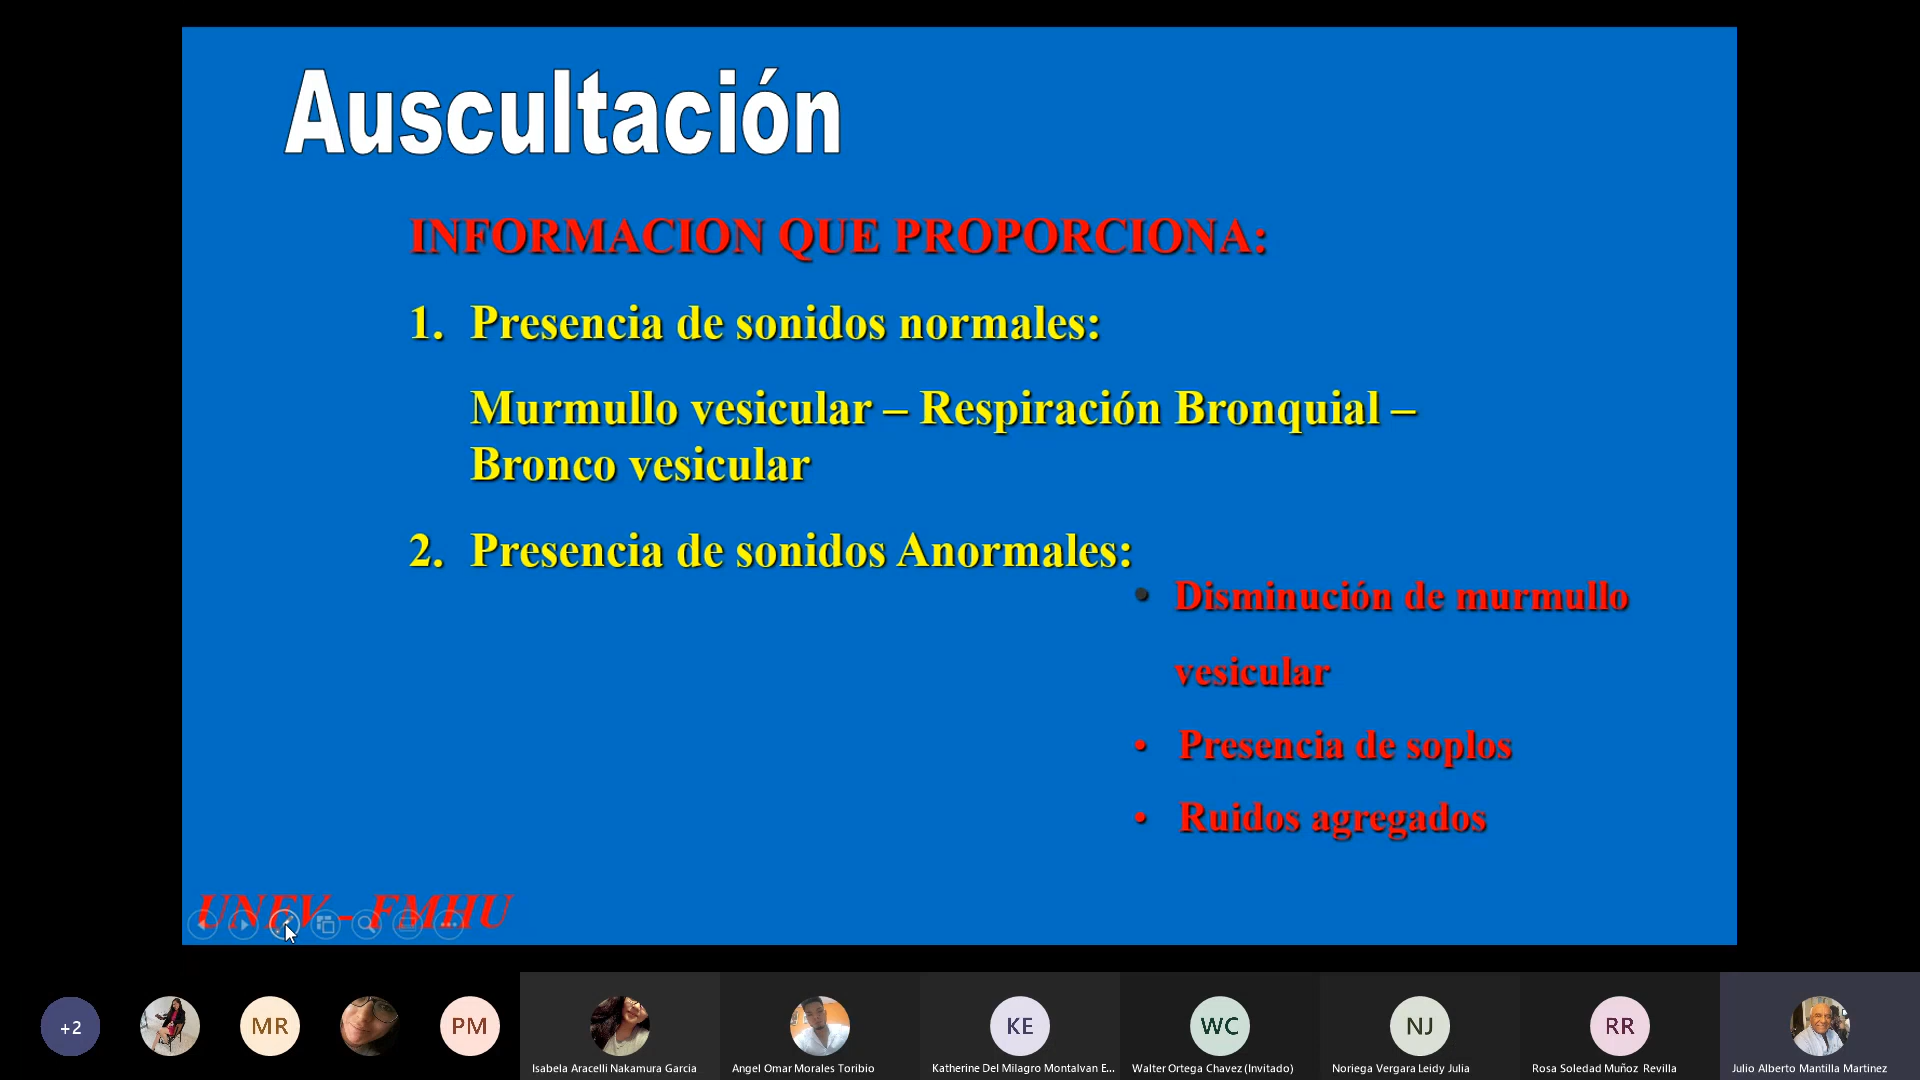 Auscultación
INFORMACION QUE PROPORCIONA:
1. Presencia de sonidos normales:
Murmullo vesicular – Respiración Bronquial –
Bronco vesicular
2. Presencia de sonidos Anormales:
• Disminución de murmullo
vesicular
• Presencia de soplos
• Ruidos agregados
UNFV - FMHU
+2
MR
PM
KE
WC
NJ
RR
Isabela Aracelli Nakamura Garcia
Angel Omar Morales Toribio
Katherine Del Milagro Montalvan E...
Walter Ortega Chavez (Invitado)
Noriega Vergara Leidy Julia
Rosa Soledad Muñoz Revilla
Julio Alberto Mantilla Martinez